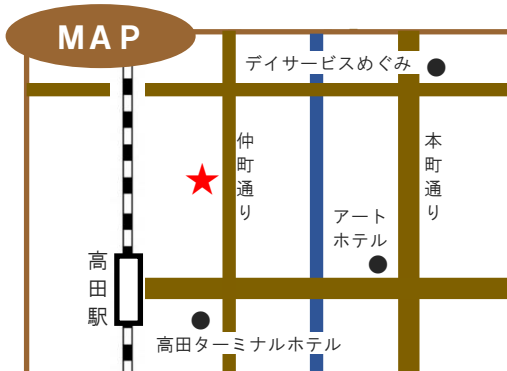 MAP
デイサービスめぐみ
仲町通り
本町通り
アート
ホテル
高田駅
高田ターミナルホテル